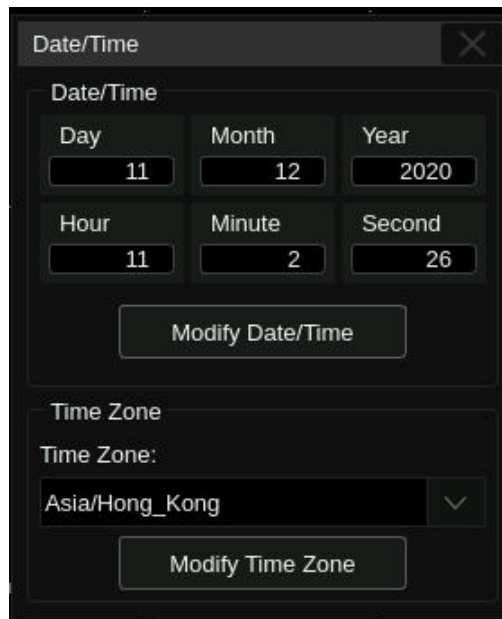 Date/Time
Date/Time
Day Month Year
11 12 2020
Hour Minute Second
11 2 26
Modify Date/Time
Time Zone
Time Zone:
Asia/Hong_Kong
Modify Time Zone